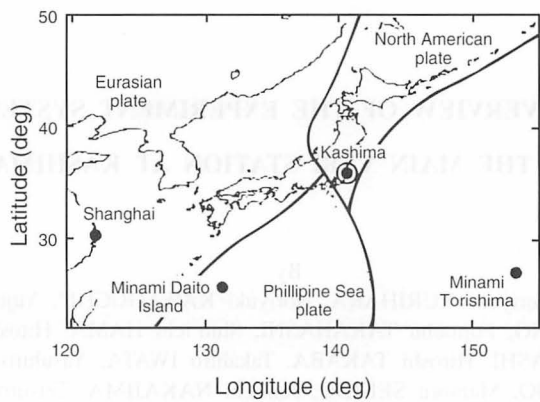 50
North American
plate
Eurasian
plate
40
Kashima
Latitude (deg)
Shanghai
30
Minami Daito
Island
Phillipine Sea
plate
Minami
Torishima
120
130
140
150
Longitude (deg)